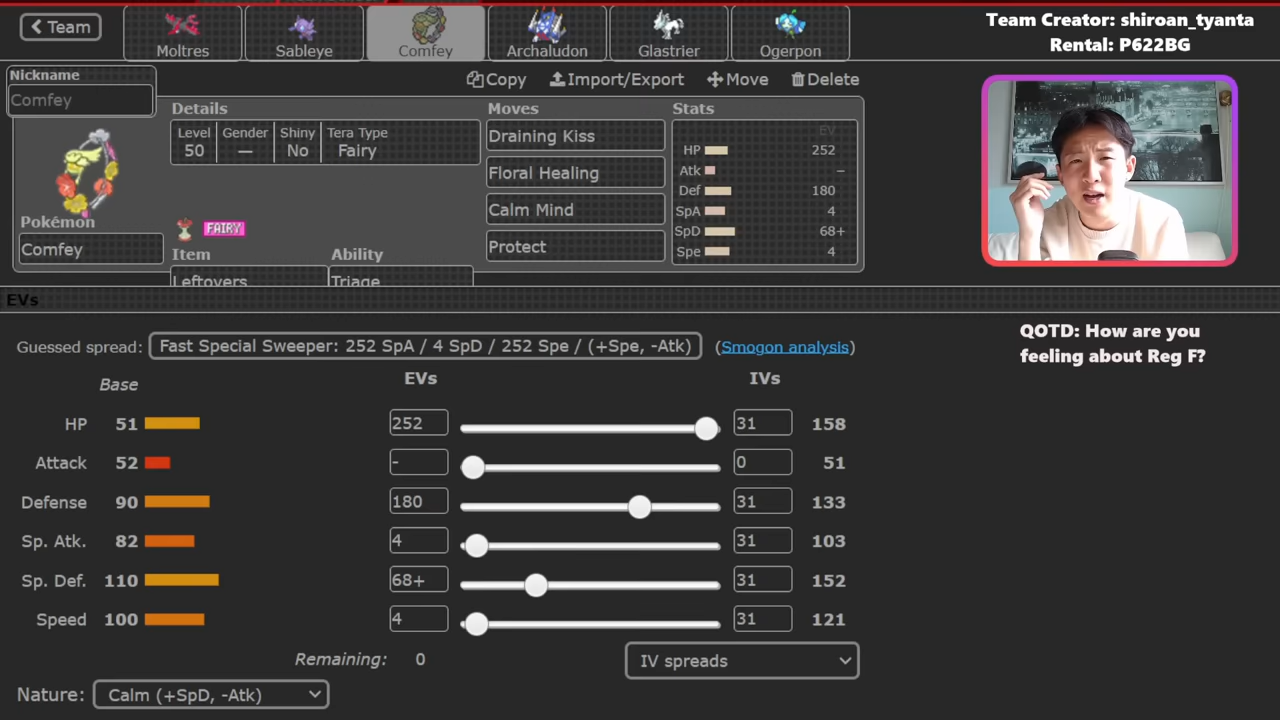 Team
Moltres
Sableye
Comfey
Archaludon
Glastrier
Ogerpon
Team Creator: shiroan_tyanta
Rental: P622BG
Nickname
Comfey
Copy
Import/Export
Move
Delete
Details
Moves
Stats
Level
50
Gender
—
Shiny
No
Tera Type
Fairy
Draining Kiss
Floral Healing
Calm Mind
Protect
EV
HP 252
Atk –
Def 180
SpA 4
SpD 68+
Spe 4
Pokémon
Comfey
FAIRY
Item
Leftovers
Ability
Triage
EVs
Guessed spread: Fast Special Sweeper: 252 SpA / 4 SpD / 252 Spe / (+Spe, -Atk) (Smogon analysis)
QOTD: How are you
feeling about Reg F?
Base EVs IVs
HP 51 252 31 158
Attack 52 - 0 51
Defense 90 180 31 133
Sp. Atk. 82 4 31 103
Sp. Def. 110 68+ 31 152
Speed 100 4 31 121
Remaining: 0
IV spreads
Nature: Calm (+SpD, -Atk)